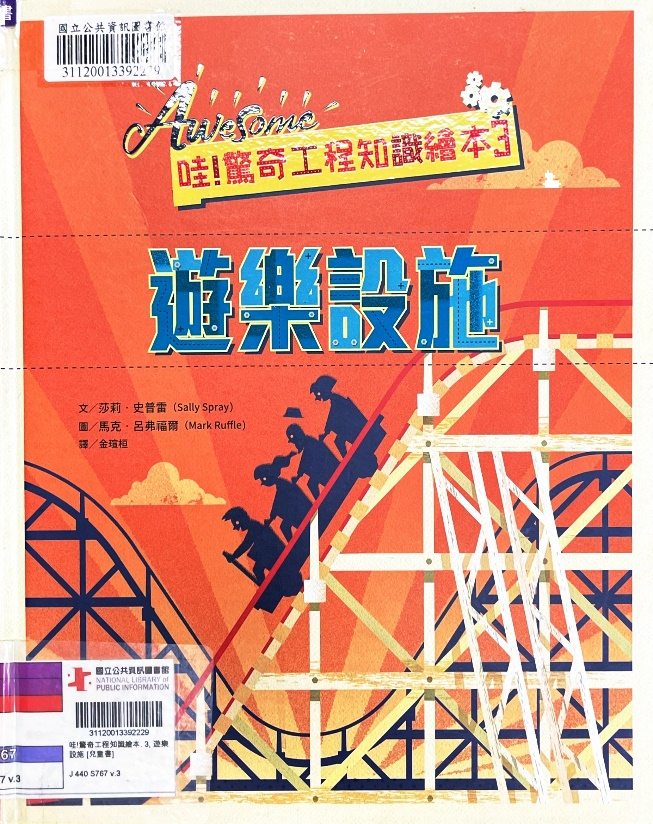 書
國立公共資訊圖書館
31120013392229
Awesome
哇!驚奇工程知識繪本3
遊樂設施
文／莎莉．史普雷（Sally Spray）
圖／馬克．呂弗福爾（Mark Ruffle）
譯／金瑄桓
國立公共資訊圖書館
NATIONAL LIBRARY of
PUBLIC INFORMATION
31120013392229
哇!驚奇工程知識繪本. 3, 遊樂
設施 [兒童書]
J 440 S767 v.3
67
7 v.3